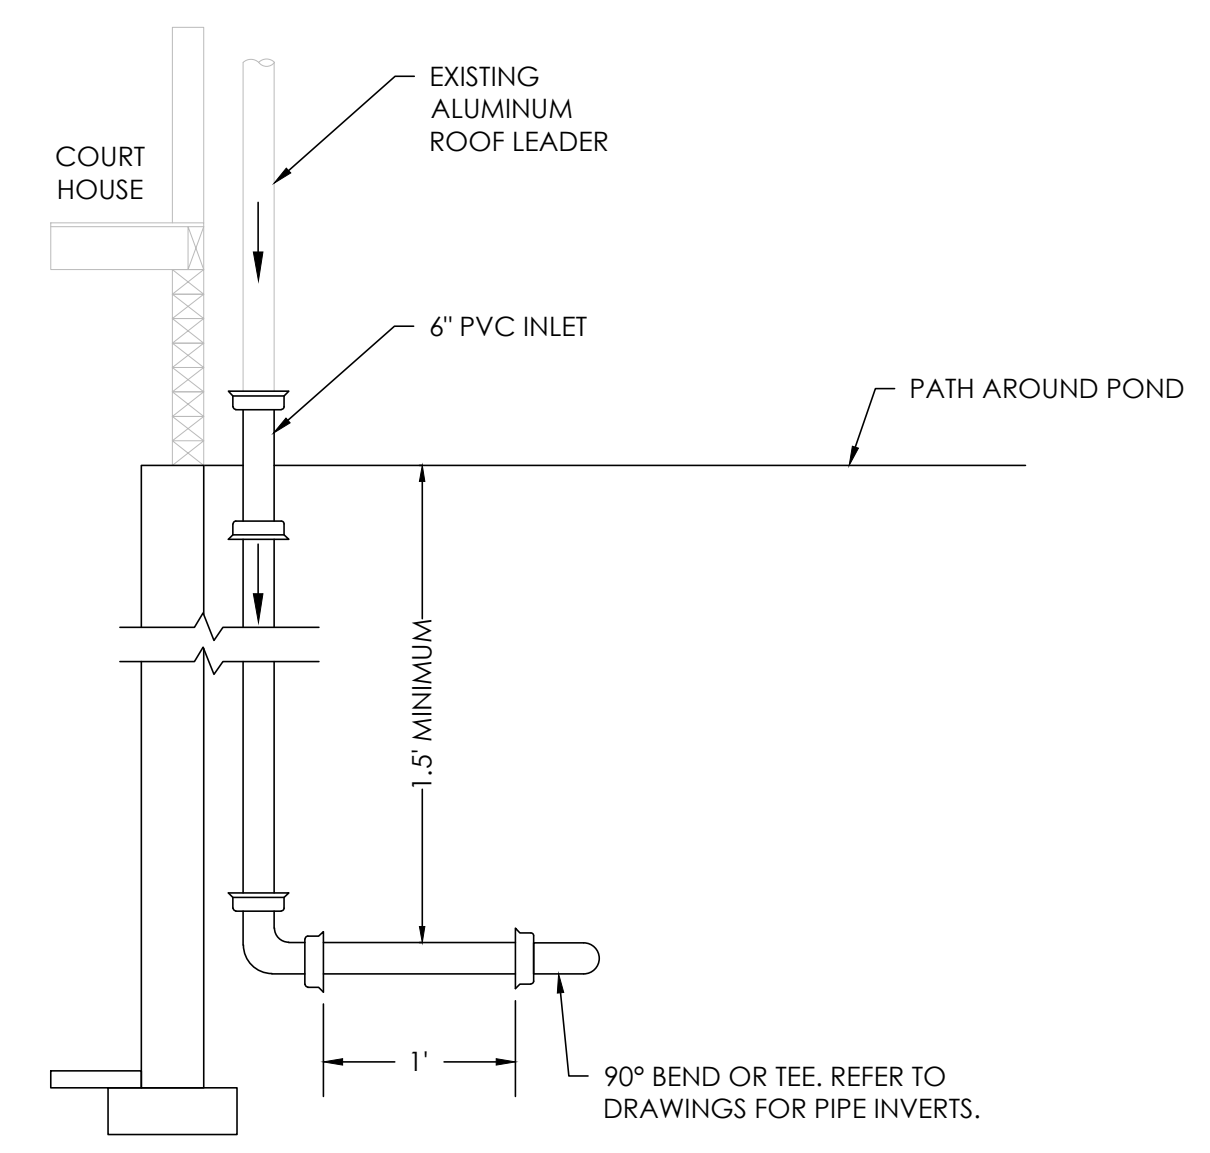 EXISTING
ALUMINUM
ROOF LEADER
COURT
HOUSE
6" PVC INLET
PATH AROUND POND
1.5' MINIMUM
1'
90° BEND OR TEE. REFER TO
DRAWINGS FOR PIPE INVERTS.